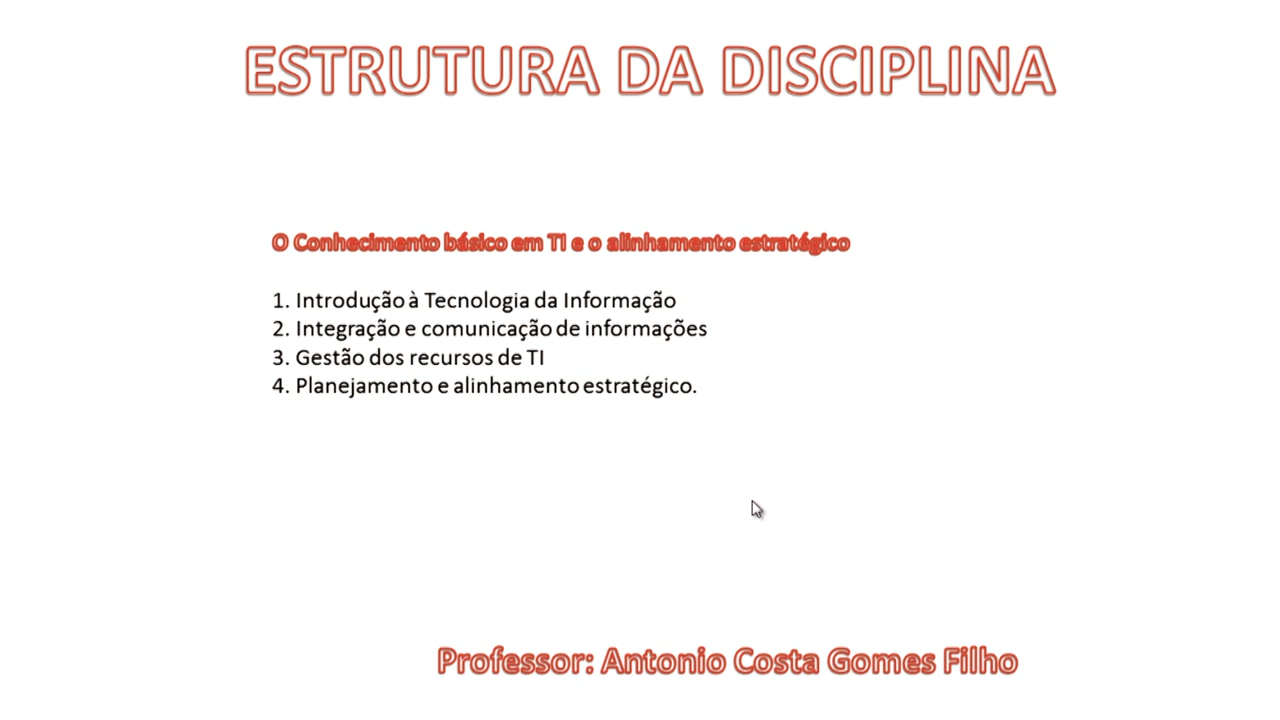 ESTRUTURA DA DISCIPLINA
O Conhecimento básico em TI e o alinhamento estratégico
1. Introdução à Tecnologia da Informação
2. Integração e comunicação de informações
3. Gestão dos recursos de TI
4. Planejamento e alinhamento estratégico.
Professor: Antonio Costa Gomes Filho